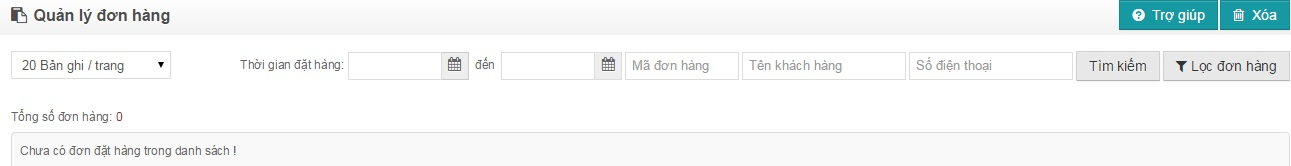 Quản lý đơn hàng Trợ giúp Xóa
20 Bản ghi / trang Thời gian đặt hàng: đến Mã đơn hàng Tên khách hàng Số điện thoại Tìm kiếm Lọc đơn hàng
Tổng số đơn hàng: 0
Chưa có đơn đặt hàng trong danh sách !